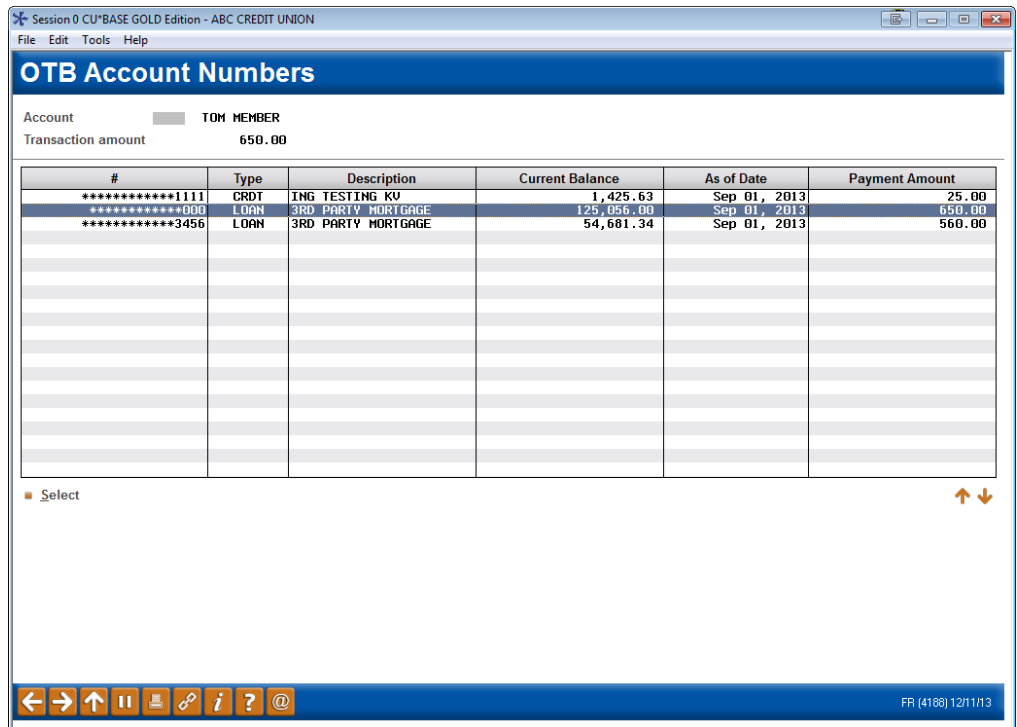 Session 0 CU*BASE GOLD Edition - ABC CREDIT UNION
File Edit Tools Help
OTB Account Numbers
Account TOM MEMBER
Transaction amount 650.00
# Type Description Current Balance As of Date Payment Amount
************1111 CRDT ING TESTING KV 1,425.63 Sep 01, 2013 25.00
************000 LOAN 3RD PARTY MORTGAGE 125,056.00 Sep 01, 2013 650.00
************3456 LOAN 3RD PARTY MORTGAGE 54,681.34 Sep 01, 2013 560.00
Select
FR (4188) 12/11/13